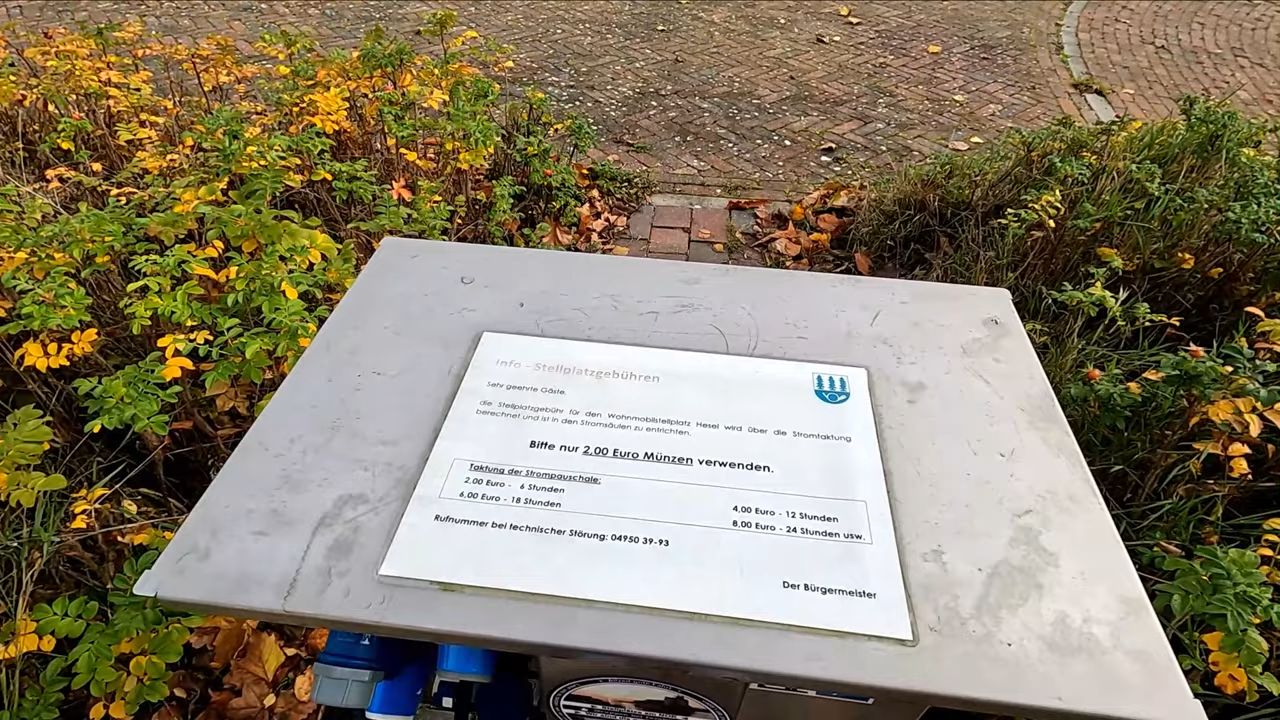 Info - Stellplatzgebühren
Sehr geehrte Gäste,
die Stellplatzgebühr für den Wohnmobilstellplatz Hesel wird über die Stromtaktung
berechnet und ist in den Stromsäulen zu entrichten.
Bitte nur 2,00 Euro Münzen verwenden.
Taktung der Strompauschale:
2,00 Euro - 6 Stunden
4,00 Euro - 12 Stunden
6,00 Euro - 18 Stunden
8,00 Euro - 24 Stunden usw.
Rufnummer bei technischer Störung: 04950 39-93
Der Bürgermeister